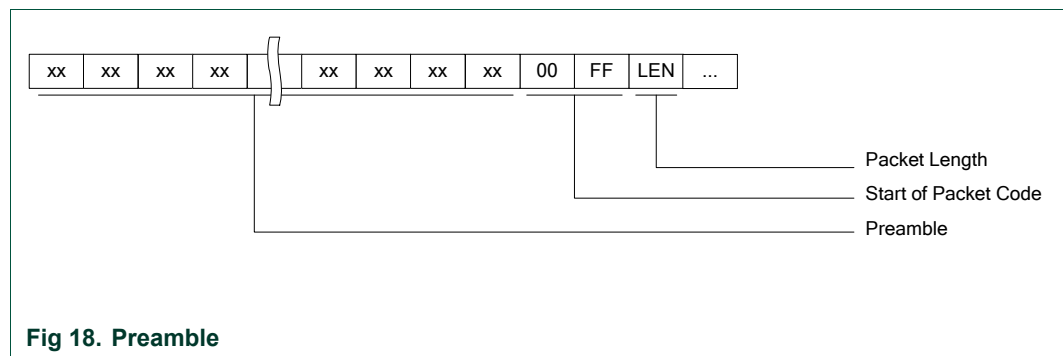 xx xx xx xx xx xx xx xx 00 FF LEN ...
Packet Length
Start of Packet Code
Preamble
Fig 18. Preamble